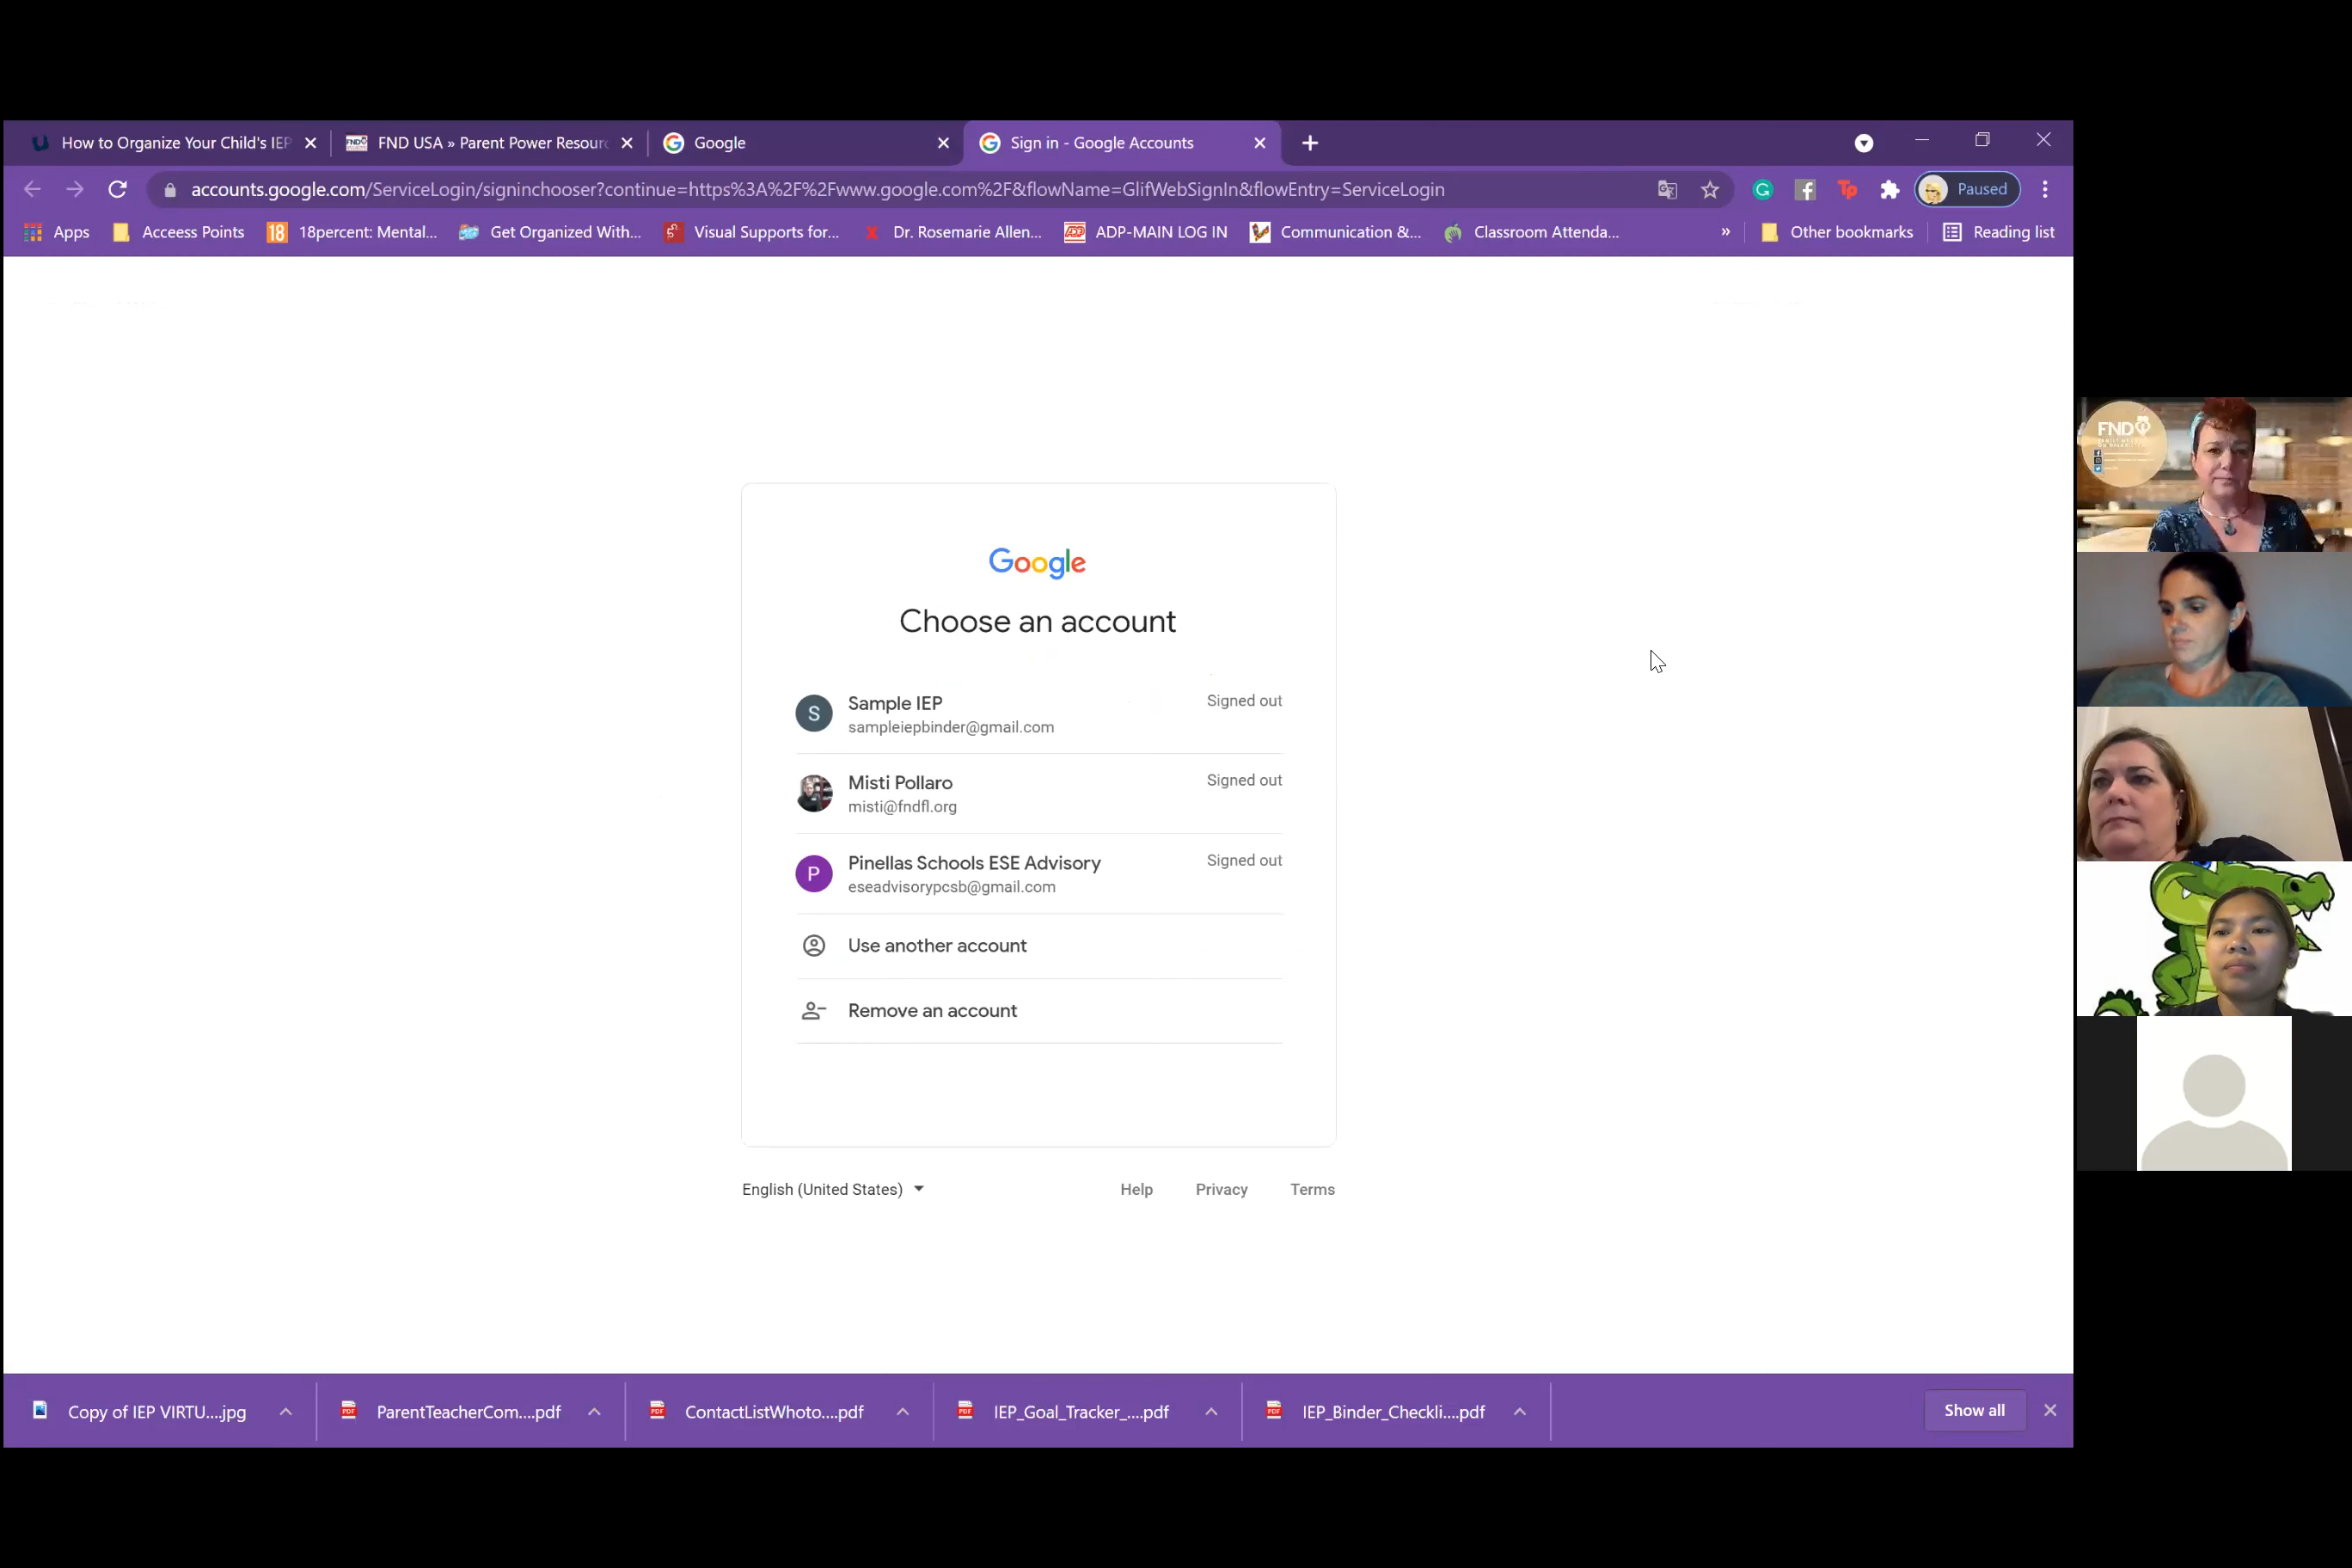 How to Organize Your Child's IEP
FND USA » Parent Power Resour
Google
Sign in - Google Accounts
accounts.google.com/ServiceLogin/signinchooser?continue=https%3A%2F%2Fwww.google.com%2F&flowName=GlifWebSignIn&flowEntry=ServiceLogin
Paused
Apps
Acceess Points
18
18percent: Mental...
Get Organized With...
Visual Supports for...
Dr. Rosemarie Allen...
ADP-MAIN LOG IN
Communication &...
Classroom Attenda...
»
Other bookmarks
Reading list
FND
Google
Choose an account
S
Sample IEP
Signed out
sampleiepbinder@gmail.com
Misti Pollaro
Signed out
misti@fndfl.org
P
Pinellas Schools ESE Advisory
Signed out
eseadvisorypcsb@gmail.com
Use another account
Remove an account
English (United States)
Help
Privacy
Terms
Copy of IEP VIRTU....jpg
ParentTeacherCom....pdf
ContactListWhoto....pdf
IEP_Goal_Tracker_....pdf
IEP_Binder_Checkli....pdf
Show all